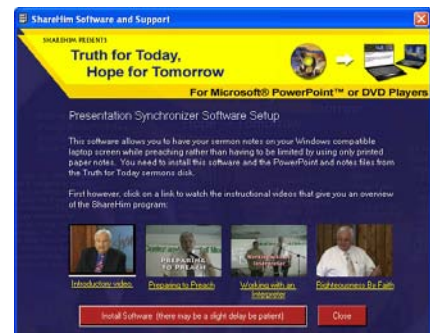 ShareHim Software and Support
SHAREHIM PRESENTS
Truth for Today,
Hope for Tomorrow
For Microsoft® PowerPoint™ or DVD Players
Presentation Synchronizer Software Setup
This software allows you to have your sermon notes on your Windows compatible
laptop screen while preaching rather than having to be limited by using only printed
paper notes. You need to install this software and the PowerPoint and notes files from
the Truth for Today sermons disk.
First however, click on a link to watch the instructional videos that give you an overview
of the ShareHim program:
PREPARING
TO PREACH
Introductory video.
Preparing to Preach
Working with an
Interpreter
Righteousness By Faith
Install Software (there may be a slight delay be patient)
Close